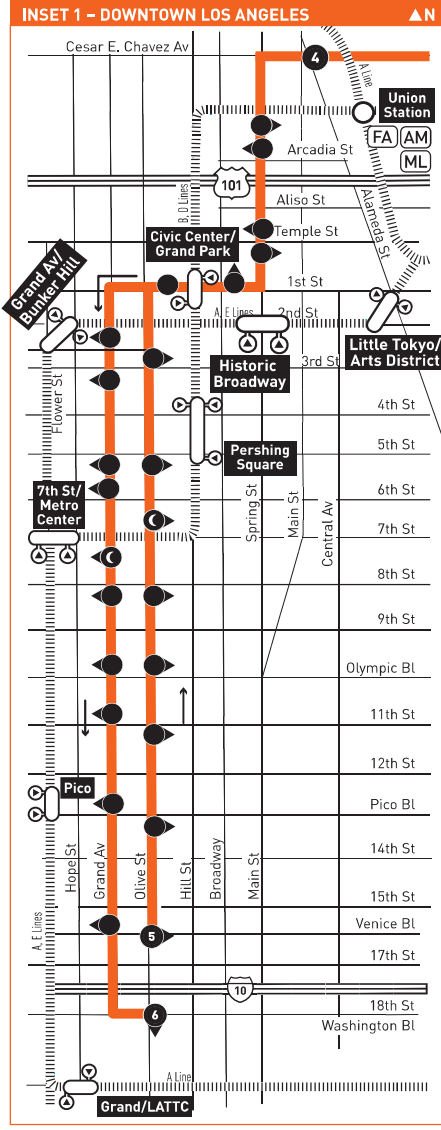 INSET 1 – DOWNTOWN LOS ANGELES
▲N
Cesar E. Chavez Av
4
A Line
Union
Station
FA
AM
ML
Arcadia St
B, D Lines
101
Alameda St
Aliso St
Temple St
Civic Center/
Grand Park
Grand Av/
Bunker Hill
1st St
A, E Lines
2nd St
Little Tokyo/
Arts District
Historic
Broadway
3rd St
Flower St
4th St
Pershing
Square
5th St
7th St/
Metro
Center
Spring St
Main St
Central Av
6th St
7th St
8th St
9th St
Olympic Bl
11th St
12th St
Pico
Pico Bl
Hope St
Grand Av
Olive St
Hill St
Broadway
Main St
14th St
15th St
Venice Bl
5
17th St
A, E Lines
10
18th St
6
Washington Bl
A Line
Grand/LATTC